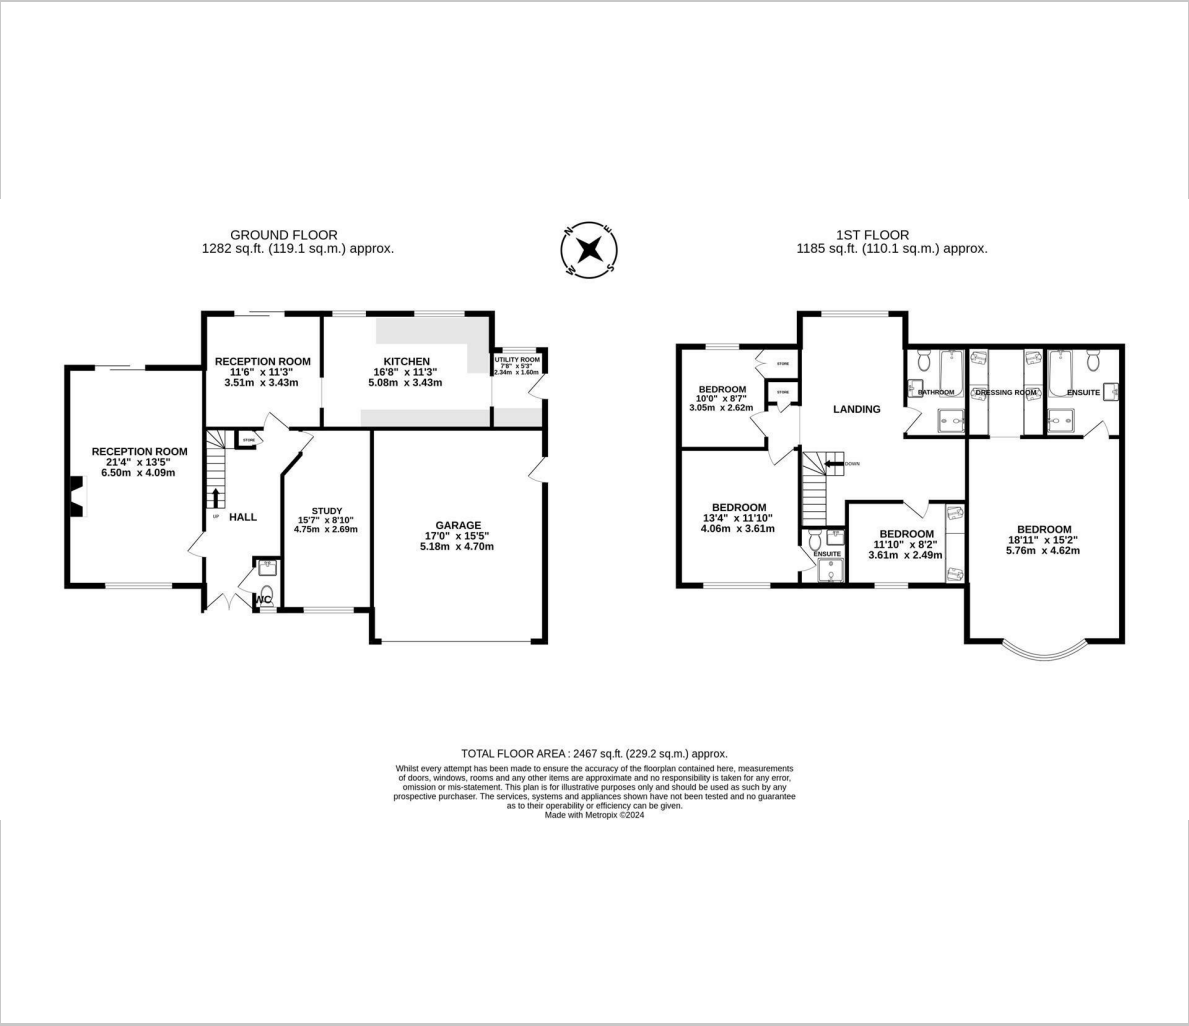 GROUND FLOOR
1282 sq.ft. (119.1 sq.m.) approx.
N
E
S
W
1ST FLOOR
1185 sq.ft. (110.1 sq.m.) approx.
RECEPTION ROOM
11'6" x 11'3"
3.51m x 3.43m
KITCHEN
16'8" x 11'3"
5.08m x 3.43m
UTILITY ROOM
7'8" x 5'3"
2.34m x 1.60m
RECEPTION ROOM
21'4" x 13'5"
6.50m x 4.09m
STORE
UP
HALL
STUDY
15'7" x 8'10"
4.75m x 2.69m
GARAGE
17'0" x 15'5"
5.18m x 4.70m
WC
BEDROOM
10'0" x 8'7"
3.05m x 2.62m
STORE
STORE
LANDING
BATHROOM
DRESSING ROOM
ENSUITE
DOWN
BEDROOM
13'4" x 11'10"
4.06m x 3.61m
ENSUITE
BEDROOM
11'10" x 8'2"
3.61m x 2.49m
BEDROOM
18'11" x 15'2"
5.76m x 4.62m
TOTAL FLOOR AREA : 2467 sq.ft. (229.2 sq.m.) approx.
Whilst every attempt has been made to ensure the accuracy of the floorplan contained here, measurements
of doors, windows, rooms and any other items are approximate and no responsibility is taken for any error,
omission or mis-statement. This plan is for illustrative purposes only and should be used as such by any
prospective purchaser. The services, systems and appliances shown have not been tested and no guarantee
as to their operability or efficiency can be given.
Made with Metropix ©2024